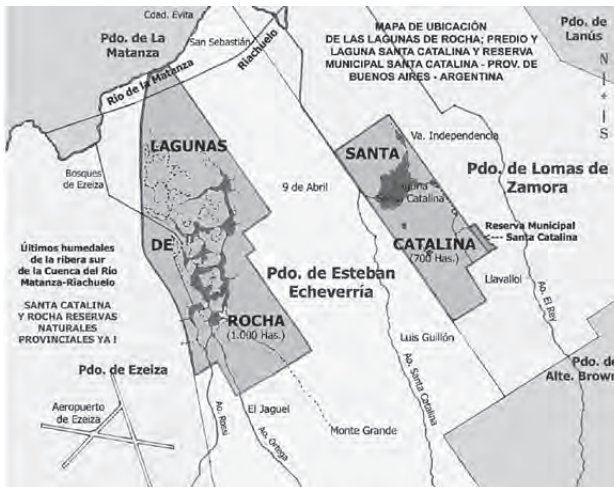 Cdad. Evita
Pdo. de La
Matanza
San Sebastián
Riachuelo
Río de la Matanza
MAPA DE UBICACIÓN
DE LAS LAGUNAS DE ROCHA; PREDIO Y
LAGUNA SANTA CATALINA Y RESERVA
MUNICIPAL SANTA CATALINA - PROV. DE
BUENOS AIRES - ARGENTINA
Pdo. de
Lanús
N
S
LAGUNAS
DE
ROCHA
(1.000 Has.)
Bosques
de Ezeiza
9 de Abril
SANTA
Va. Independencia
Laguna
Santa Catalina
CATALINA
(700 Has.)
Pdo. de Lomas de
Zamora
Reserva Municipal
Santa Catalina
Llavallol
Ao. El Rey
Últimos humedales
de la ribera sur
de la Cuenca del Río
Matanza-Riachuelo
SANTA CATALINA
Y ROCHA RESERVAS
NATURALES
PROVINCIALES YA !
Pdo. de Esteban
Echeverría
Luis Guillón
Ao. Santa Catalina
Pdo. de
Alte. Brown
Pdo. de Ezeiza
Aeropuerto
de Ezeiza
Ao. Rossi
El Jaguel
Ao. Ortega
Monte Grande